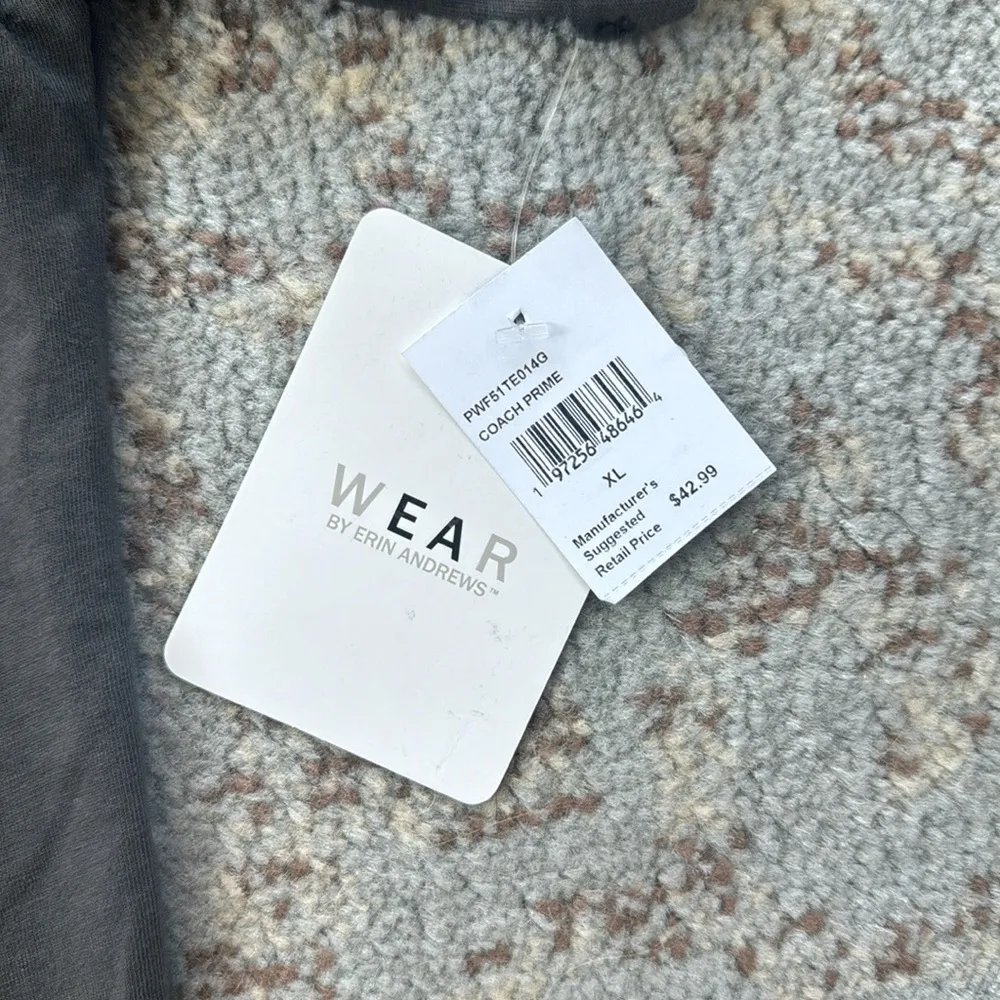 WEAR
BY ERIN ANDREWS™
PWF51TE014G
COACH PRIME
1 97256 48646 4
XL
Manufacturer's
Suggested
Retail Price
$42.99